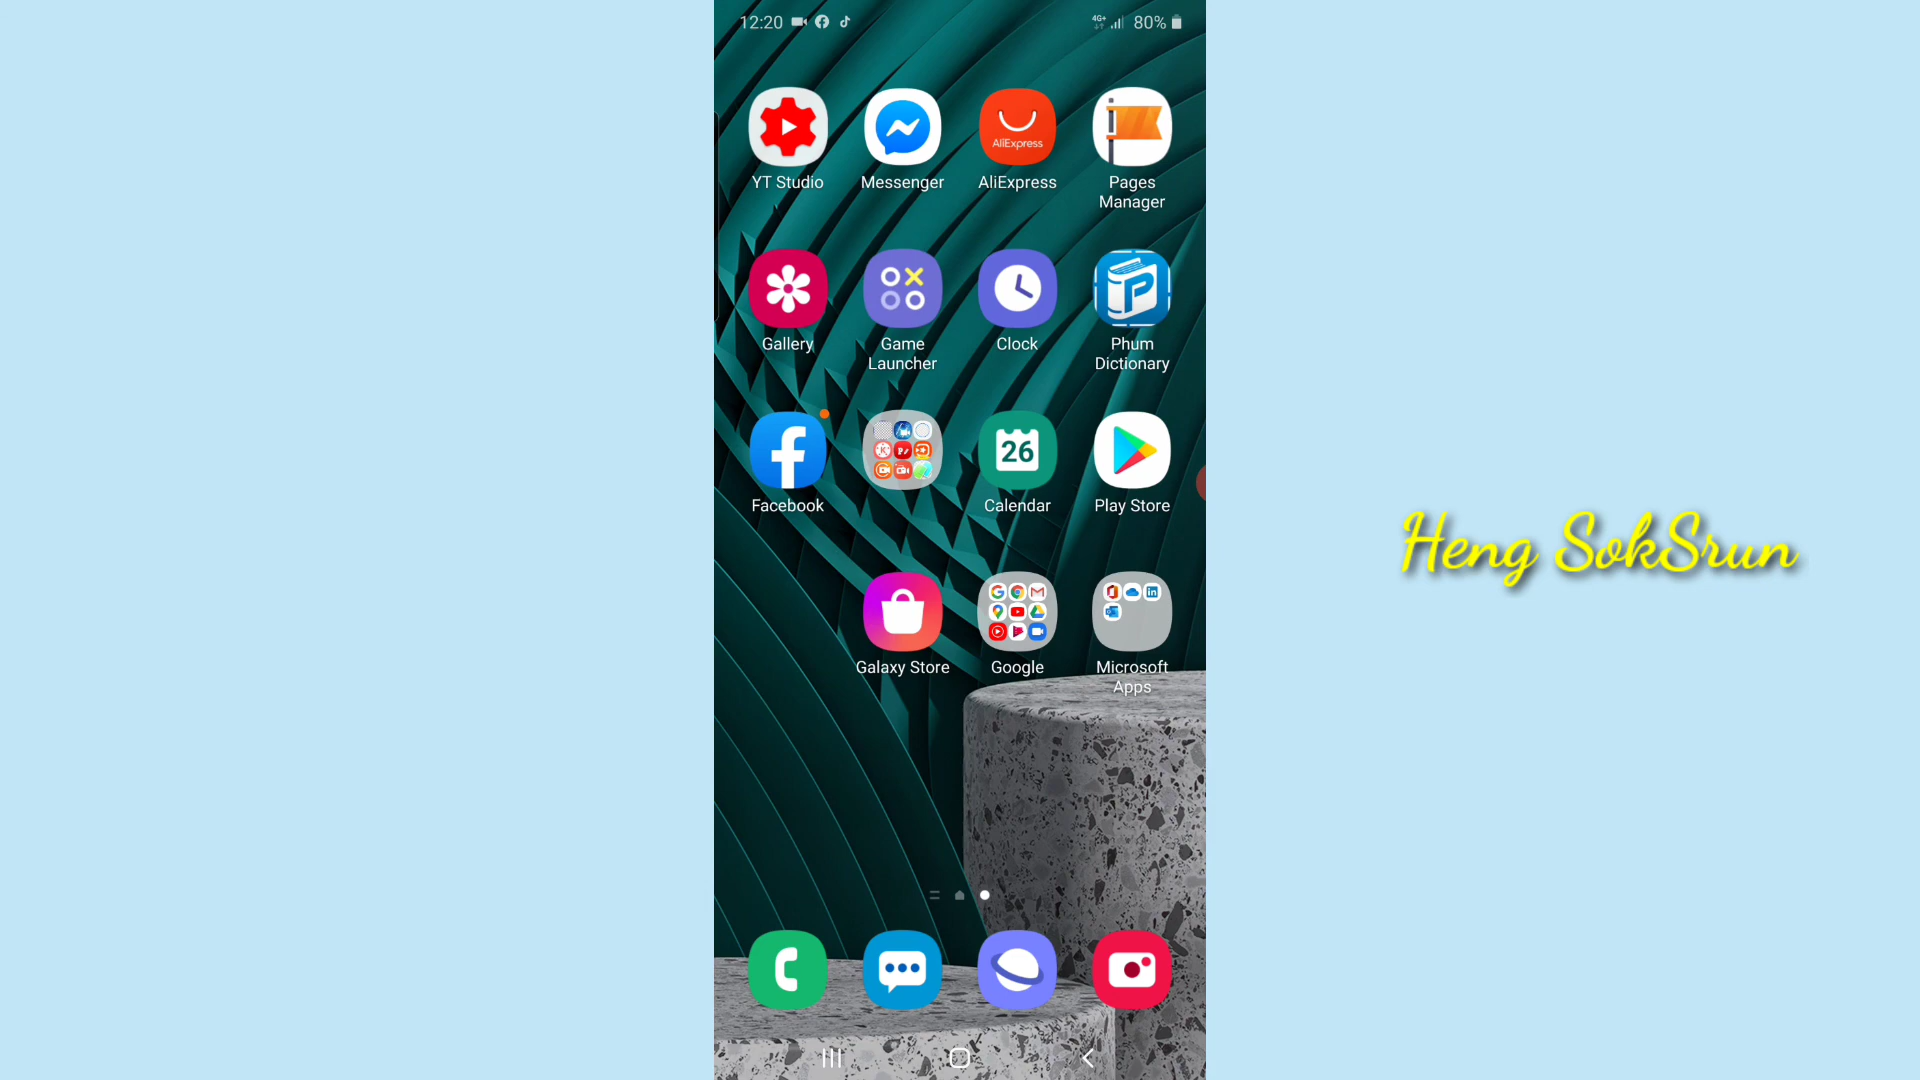 12:20
4G+ 80%
YT Studio Messenger AliExpress AliExpress Pages Manager
Gallery Game Launcher Clock Phum Dictionary
26
Facebook Calendar Play Store
Galaxy Store Google Microsoft Apps
Heng SokSrun